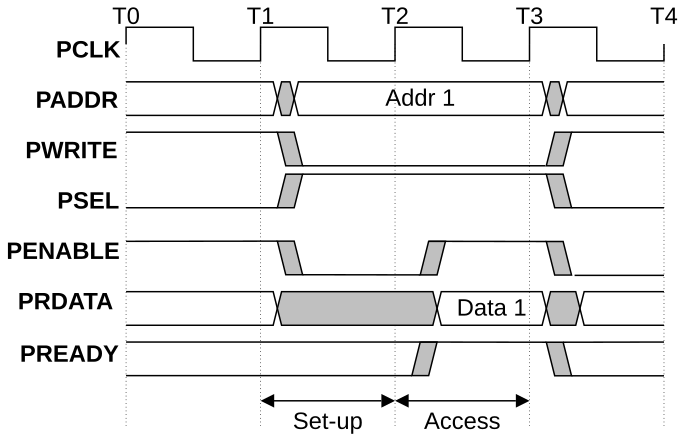 T0 T1 T2 T3 T4
PCLK
PADDR Addr 1
PWRITE
PSEL
PENABLE
PRDATA Data 1
PREADY
Set-up Access